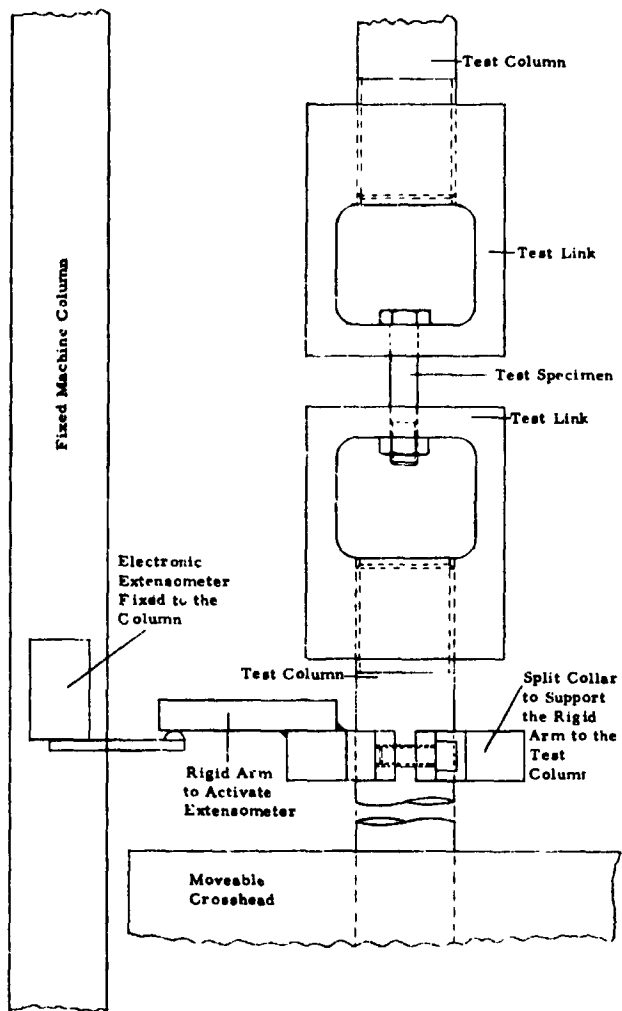 Test Column
Test Link
Test Specimen
Test Link
Fixed Machine Column
Electronic
Extensometer
Fixed to the
Column
Test Column
Split Collar
to Support
the Rigid
Arm to the
Test
Column
Rigid Arm
to Activate
Extensometer
Moveable
Crosshead